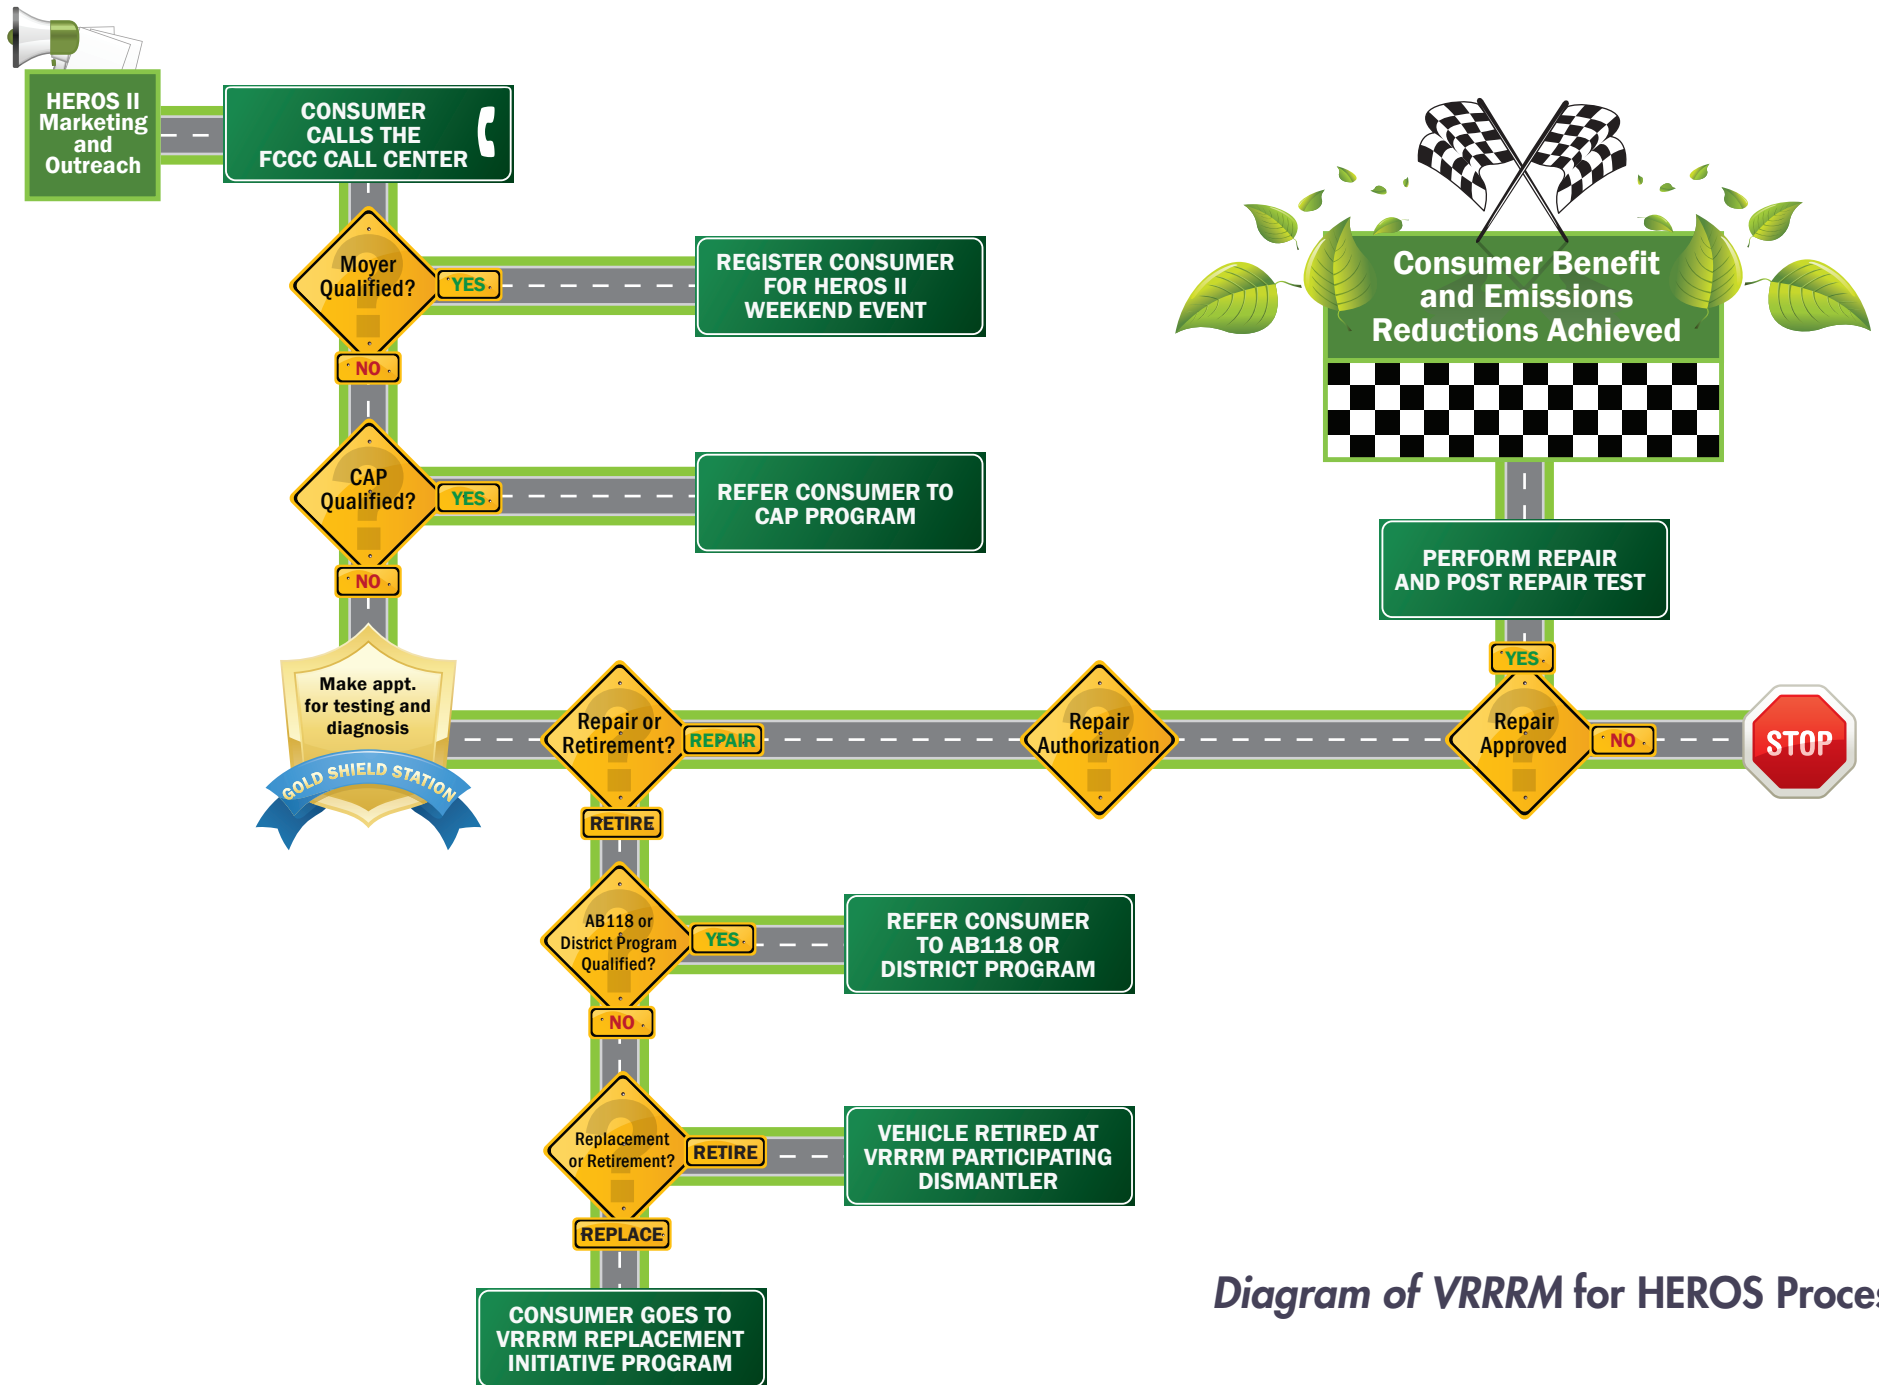 HEROS II
Marketing
and
Outreach
CONSUMER
CALLS THE
FCCC CALL CENTER
Moyer
Qualified?
YES
REGISTER CONSUMER
FOR HEROS II
WEEKEND EVENT
NO
CAP
Qualified?
YES
REFER CONSUMER TO
CAP PROGRAM
NO
Make appt.
for testing and
diagnosis
GOLD SHIELD STATION
Repair or
Retirement?
REPAIR
Repair
Authorization
Repair
Approved
NO
STOP
YES
PERFORM REPAIR
AND POST REPAIR TEST
Consumer Benefit
and Emissions
Reductions Achieved
RETIRE
AB118 or
District Program
Qualified?
YES
REFER CONSUMER
TO AB118 OR
DISTRICT PROGRAM
NO
Replacement
or Retirement?
RETIRE
VEHICLE RETIRED AT
VRRRM PARTICIPATING
DISMANTLER
REPLACE
CONSUMER GOES TO
VRRRM REPLACEMENT
INITIATIVE PROGRAM
Diagram of VRRRM for HEROS Proces